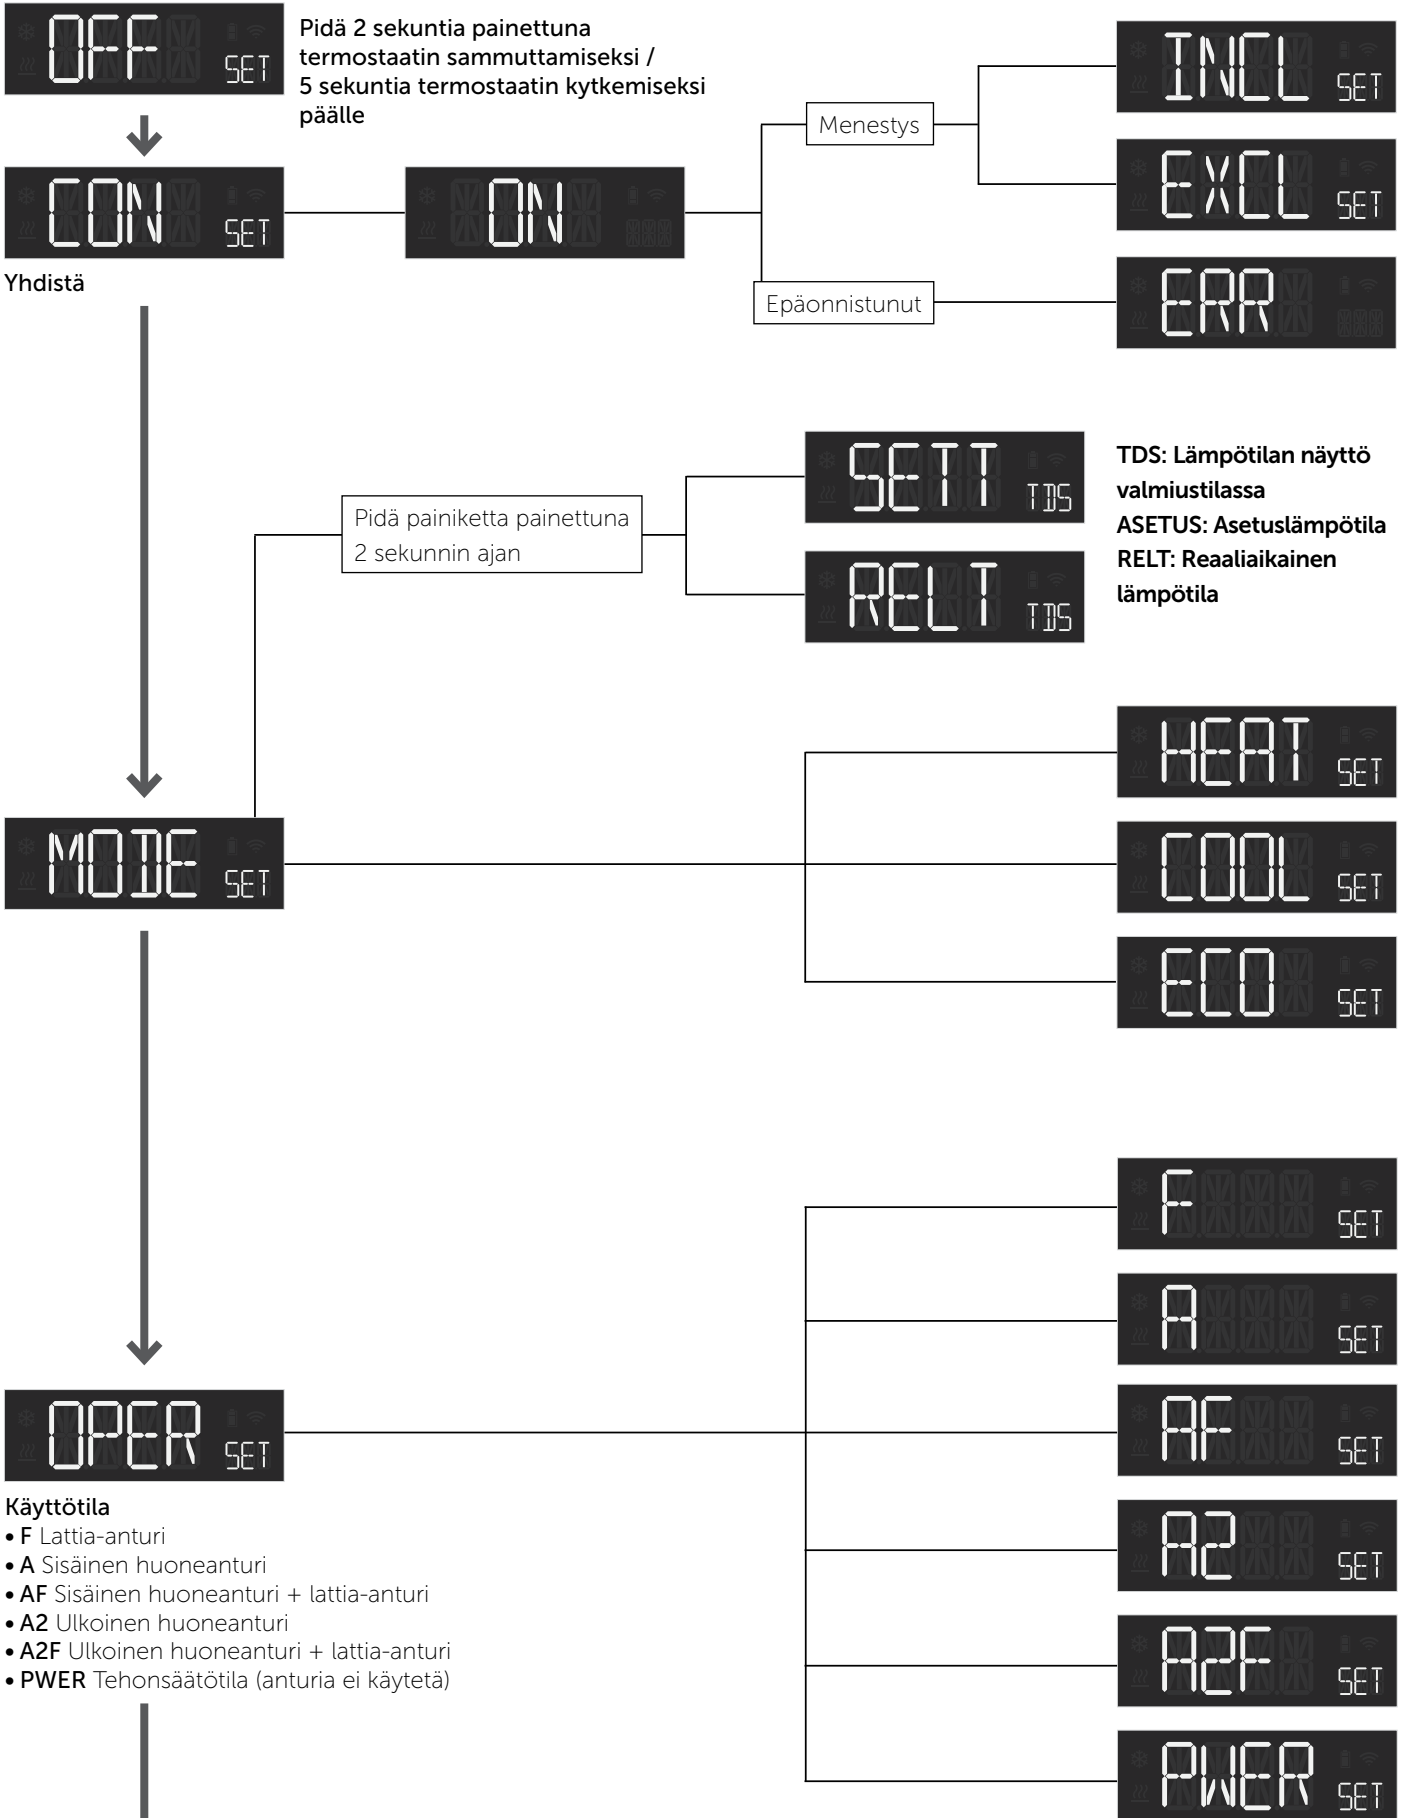 OFF SET
Pidä 2 sekuntia painettuna
termostaatin sammuttamiseksi /
5 sekuntia termostaatin kytkemiseksi
päälle
CON SET
Yhdistä
ON
Menestys
INCL SET
EXCL SET
Epäonnistunut
ERR
Pidä painiketta painettuna
2 sekunnin ajan
SETT TDS
RELT TDS
TDS: Lämpötilan näyttö
valmiustilassa
ASETUS: Asetuslämpötila
RELT: Reaaliaikainen
lämpötila
MODE SET
HEAT SET
COOL SET
ECO SET
OPER SET
Käyttötila
• F Lattia-anturi
• A Sisäinen huoneanturi
• AF Sisäinen huoneanturi + lattia-anturi
• A2 Ulkoinen huoneanturi
• A2F Ulkoinen huoneanturi + lattia-anturi
• PWER Tehonsäätötila (anturia ei käytetä)
F SET
A SET
AF SET
A2 SET
A2F SET
PWER SET